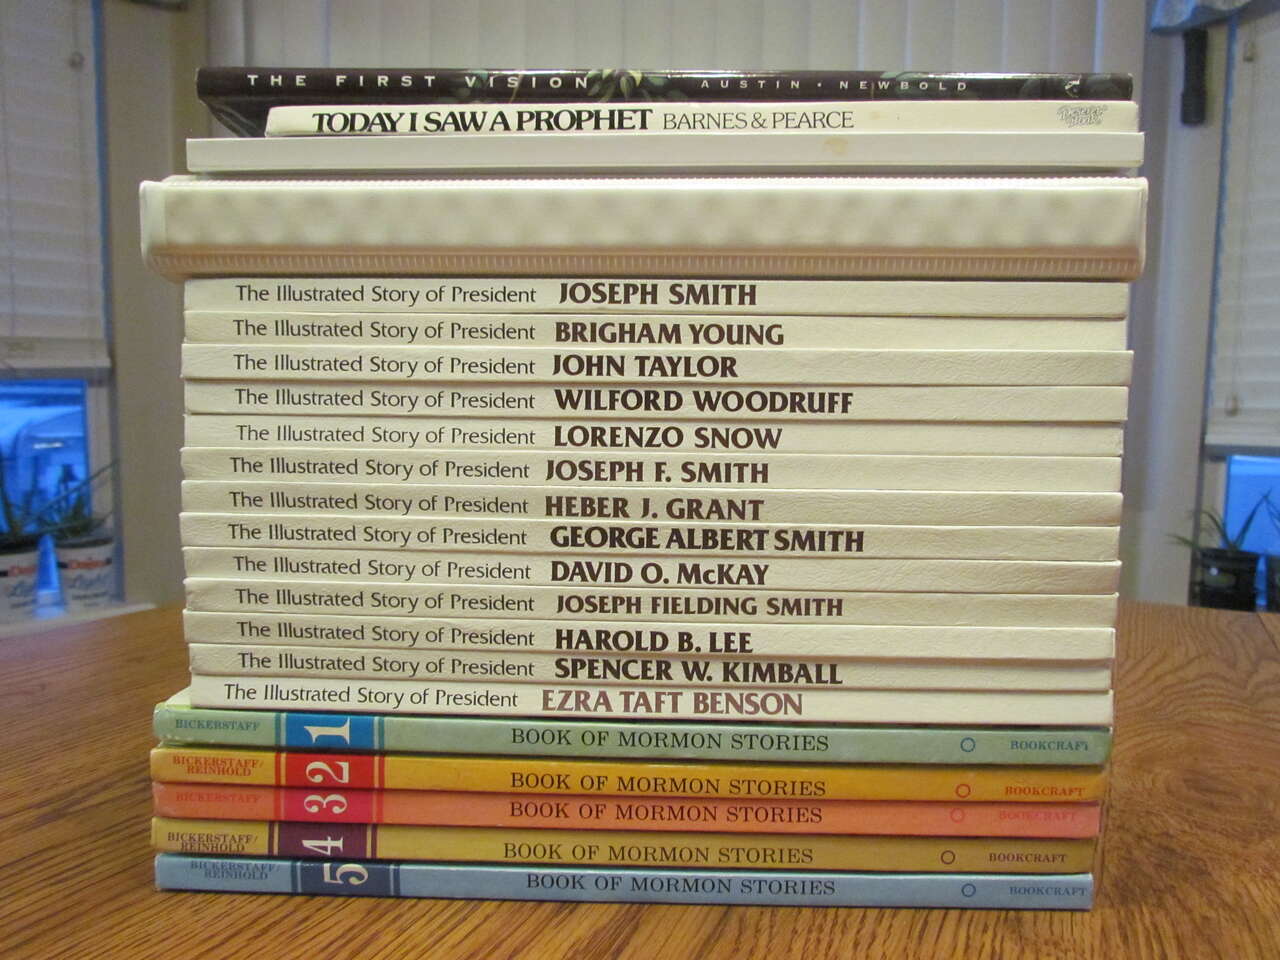 THE FIRST VISION AUSTIN • NEWBOLD
TODAY I SAW A PROPHET BARNES & PEARCE Deseret Book
The Illustrated Story of President JOSEPH SMITH
The Illustrated Story of President BRIGHAM YOUNG
The Illustrated Story of President JOHN TAYLOR
The Illustrated Story of President WILFORD WOODRUFF
The Illustrated Story of President LORENZO SNOW
The Illustrated Story of President JOSEPH F. SMITH
The Illustrated Story of President HEBER J. GRANT
The Illustrated Story of President GEORGE ALBERT SMITH
The Illustrated Story of President DAVID O. McKAY
The Illustrated Story of President JOSEPH FIELDING SMITH
The Illustrated Story of President HAROLD B. LEE
The Illustrated Story of President SPENCER W. KIMBALL
The Illustrated Story of President EZRA TAFT BENSON
BICKERSTAFF 1 BOOK OF MORMON STORIES BOOKCRAFT
BICKERSTAFF/
REINHOLD 2 BOOK OF MORMON STORIES BOOKCRAFT
BICKERSTAFF 3 BOOK OF MORMON STORIES BOOKCRAFT
BICKERSTAFF/
REINHOLD 4 BOOK OF MORMON STORIES BOOKCRAFT
BICKERSTAFF/
REINHOLD 5 BOOK OF MORMON STORIES BOOKCRAFT